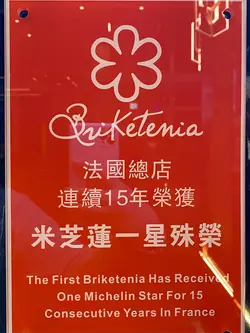 BriKetenia
法國總店
連續15年榮獲
米芝蓮一星殊榮
The First Briketenia Has Received
One Michelin Star For 15
Consecutive Years In France